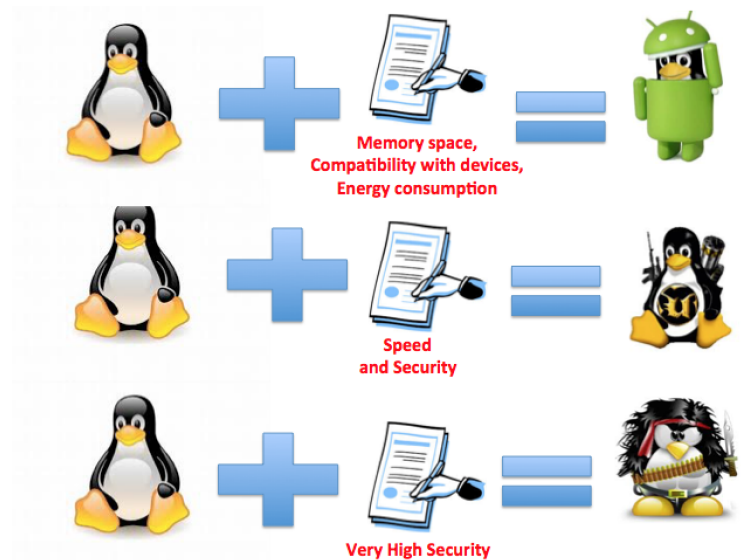 Memory space,
Compatibility with devices,
Energy consumption
Speed
and Security
Very High Security